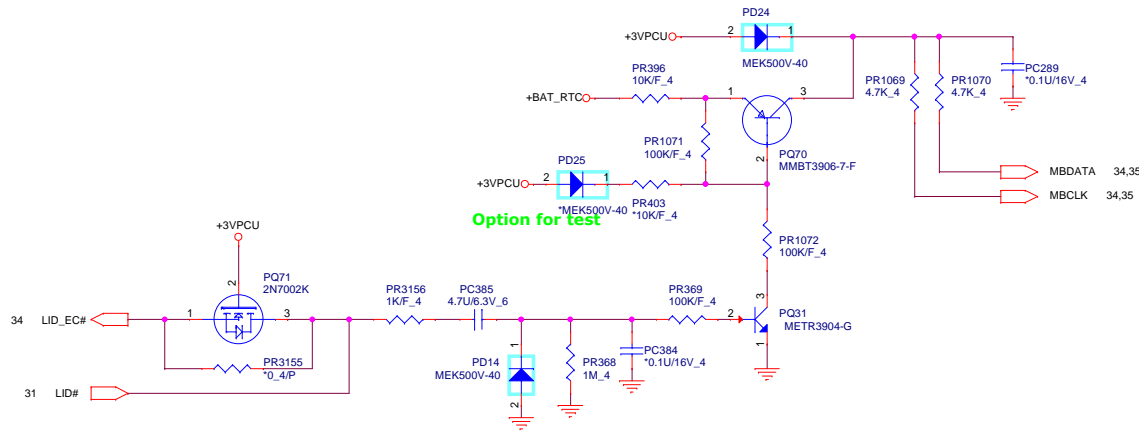 PD24
+3VPCU
2
1
MEK500V-40
PR396
10K/F_4
+BAT_RTC
1
3
PR1071
100K/F_4
2
PQ70
MMBT3906-7-F
PR1069
4.7K_4
PR1070
4.7K_4
PC289
*0.1U/16V_4
PD25
+3VPCU
2
1
*MEK500V-40
PR403
*10K/F_4
Option for test
MBDATA 34,35
MBCLK 34,35
+3VPCU
PR1072
100K/F_4
2
PQ71
2N7002K
34 LID_EC#
1
3
PR3155
*0_4/P
31 LID#
PR3156
1K/F_4
PC385
4.7U/6.3V_6
PR369
100K/F_4
2
3
1
PQ31
METR3904-G
PD14
MEK500V-40
1
2
PR368
1M_4
PC384
*0.1U/16V_4